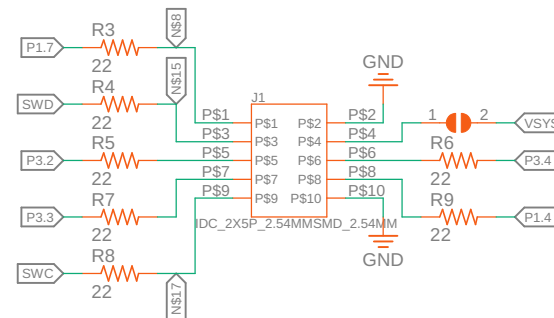 R3
P1.7
22
N$8
R4
SWD
22
N$15
R5
P3.2
22
R7
P3.3
22
R8
SWC
22
N$17
J1
P$1
P$3
P$5
P$7
P$9
P$1
P$3
P$5
P$7
P$9
P$2
P$4
P$6
P$8
P$10
P$2
P$4
P$6
P$8
P$10
IDC_2X5P_2.54MMSMD_2.54MM
GND
1
2
VSYS
R6
22
P3.4
R9
22
P1.4
GND